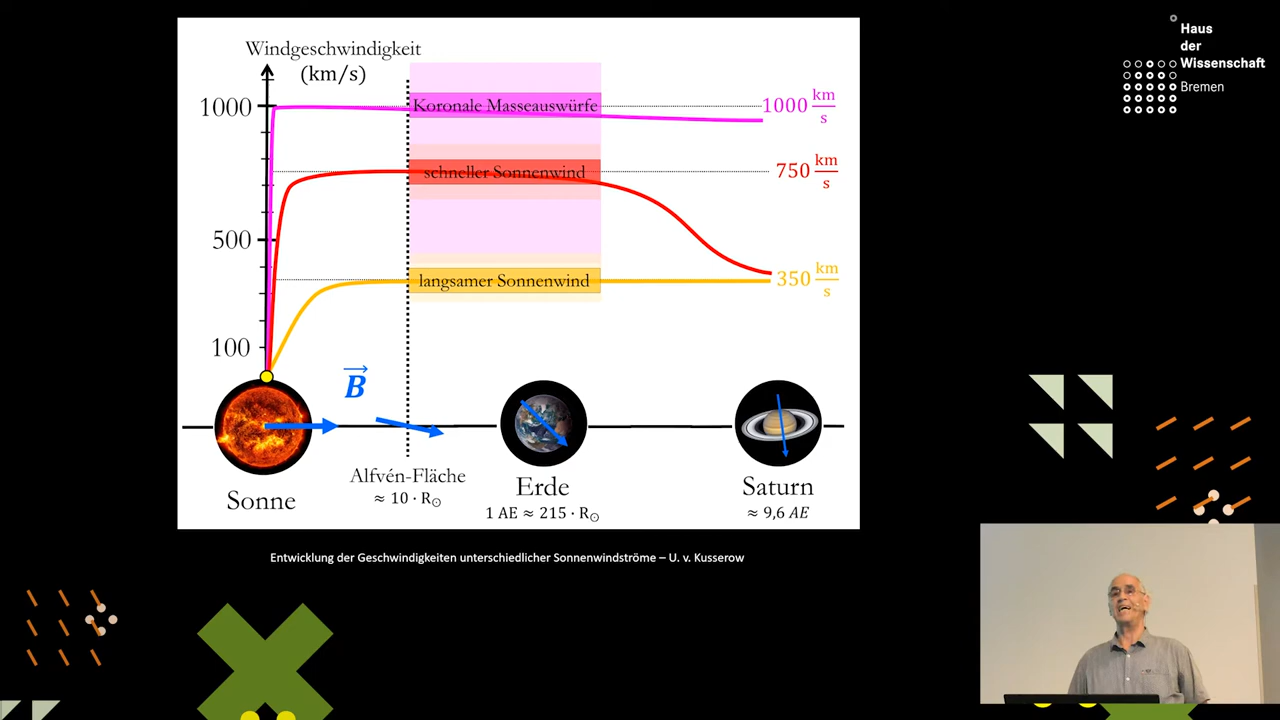 Haus
der
Wissenschaft
Bremen
Windgeschwindigkeit
(km/s)
1000
500
100
Koronale Masseauswürfe
schneller Sonnenwind
langsamer Sonnenwind
1000 km/s
750 km/s
350 km/s
B
Alfvén-Fläche
≈ 10 · R☉
Sonne
Erde
1 AE ≈ 215 · R☉
Saturn
≈ 9,6 AE
Entwicklung der Geschwindigkeiten unterschiedlicher Sonnenwindströme – U. v. Kusserow